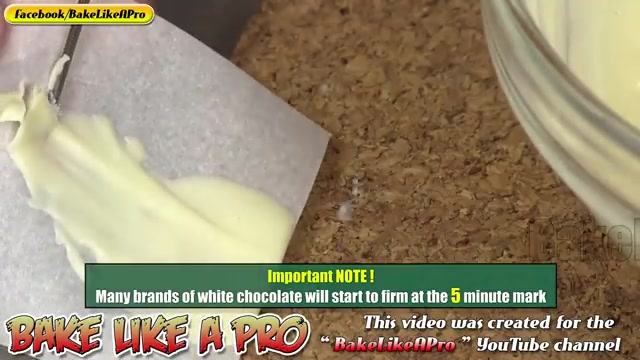 Facebook/BakeLikeAPro
Important NOTE !
Many brands of white chocolate will start to firm at the 5 minute mark
BAKE LIKE A PRO
This video was created for the
“ BakeLikeAPro ” YouTube channel